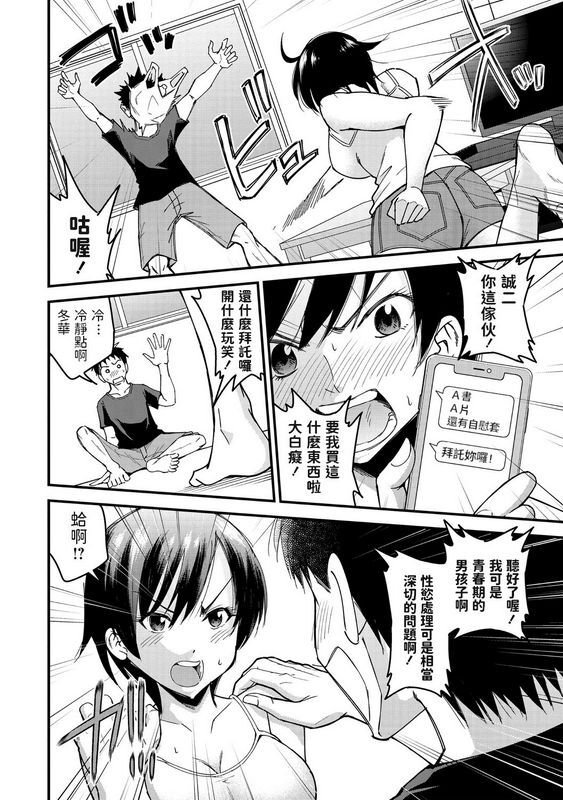 ビュッ
ドガ
咕喔！
誠二
你這傢伙！
A書
A片
還有自慰套
拜託妳囉！
要我買這
什麼東西啦
大白癡！
還什麼拜託囉
開什麼玩笑！
冷…
冷靜點啊
冬華
聽好了喔！
我可是
青春期的
男孩子啊
性慾處理可是相當
深切的問題啊！
蛤啊
!?
ガッ